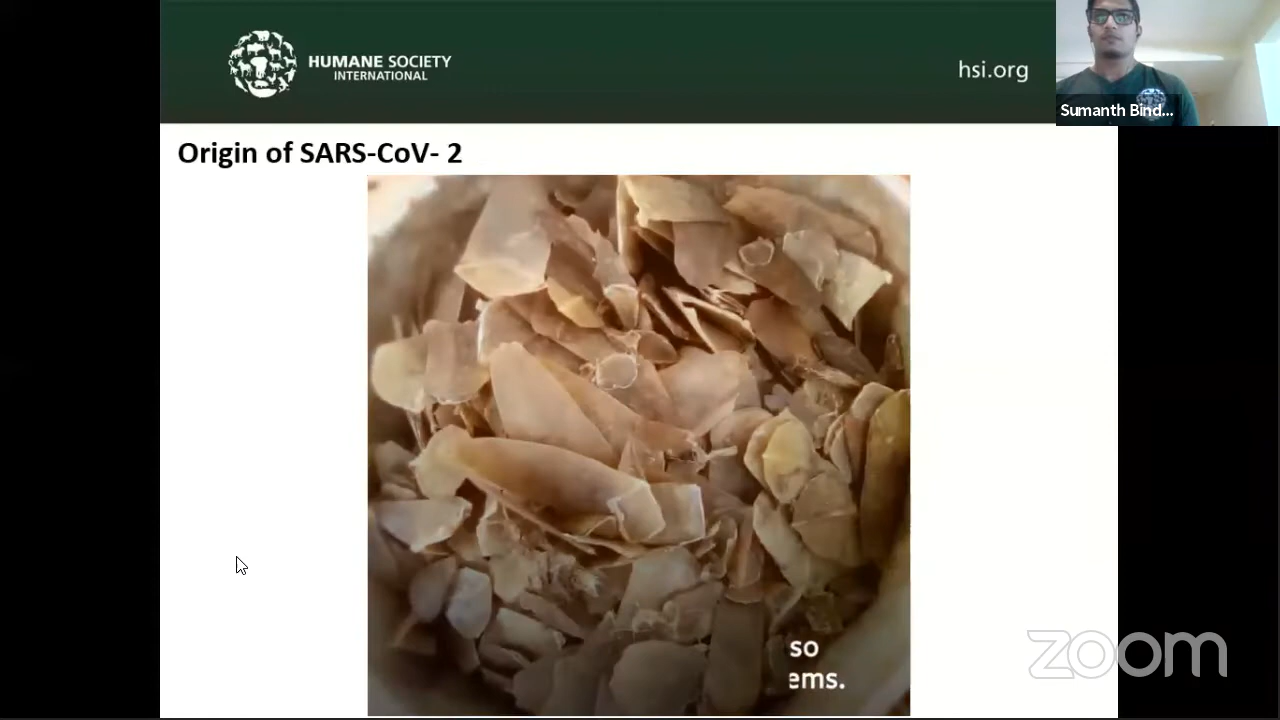 HUMANE SOCIETY
INTERNATIONAL
hsi.org
Sumanth Bind...
Origin of SARS-CoV- 2
so
ems.
zoom